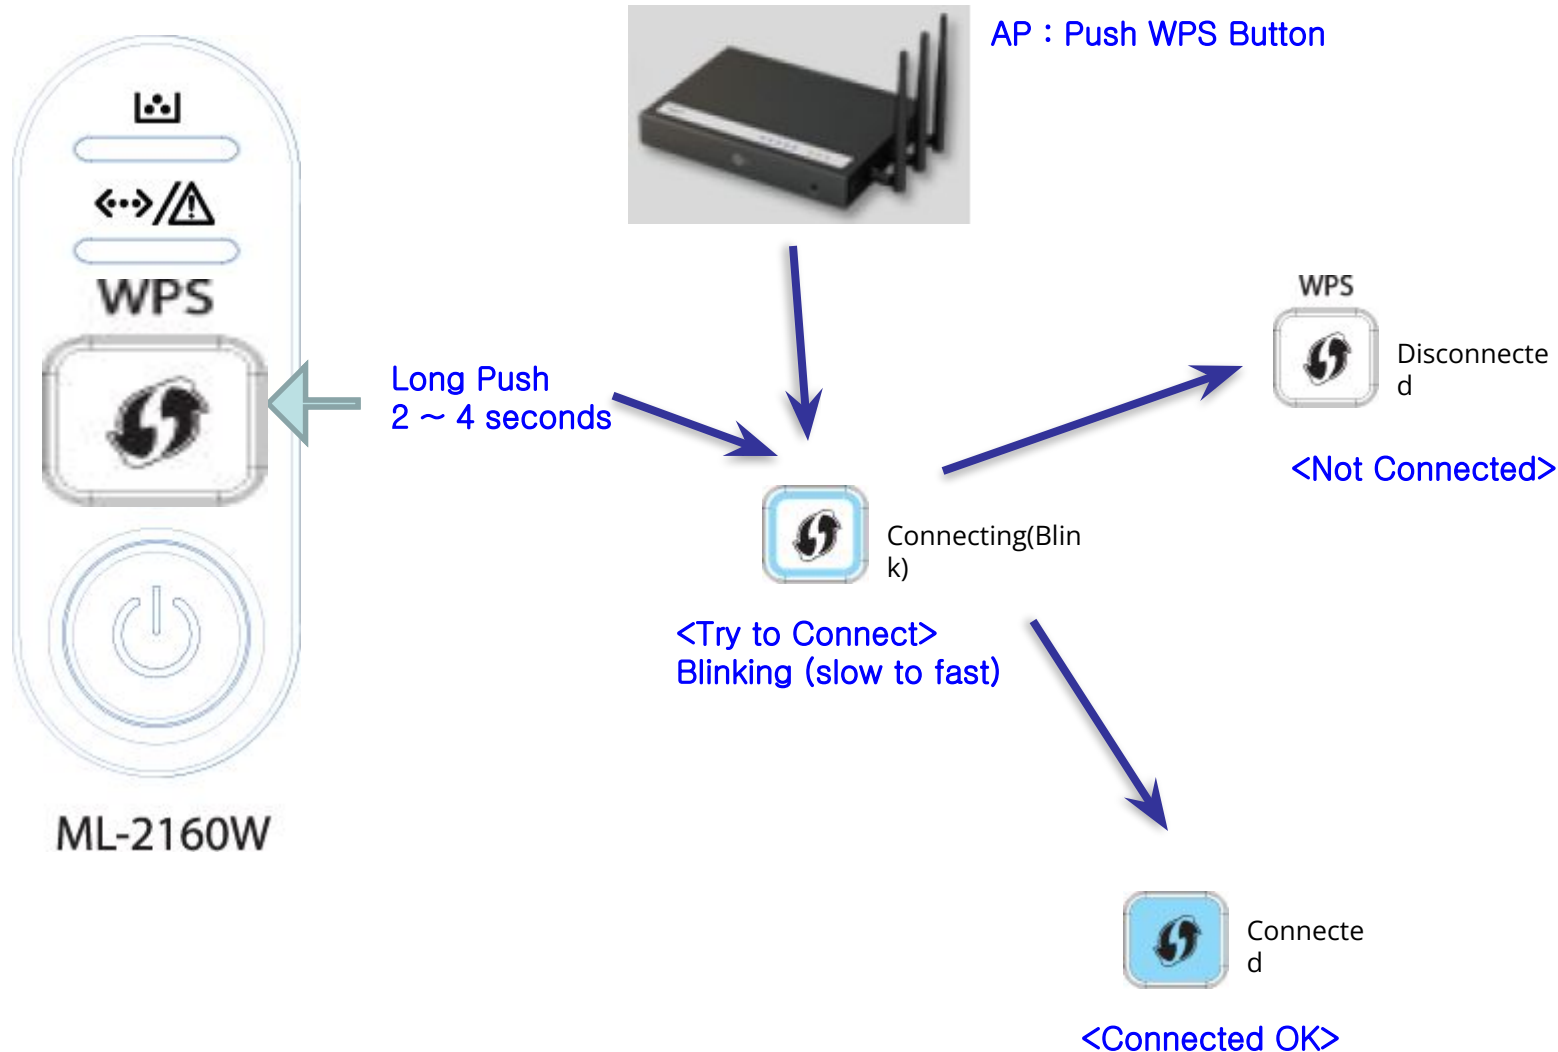 AP : Push WPS Button
WPS
Long Push
2 ~ 4 seconds
ML-2160W
WPS
Disconnecte
d
<Not Connected>
Connecting(Blin
k)
<Try to Connect>
Blinking (slow to fast)
Connecte
d
<Connected OK>